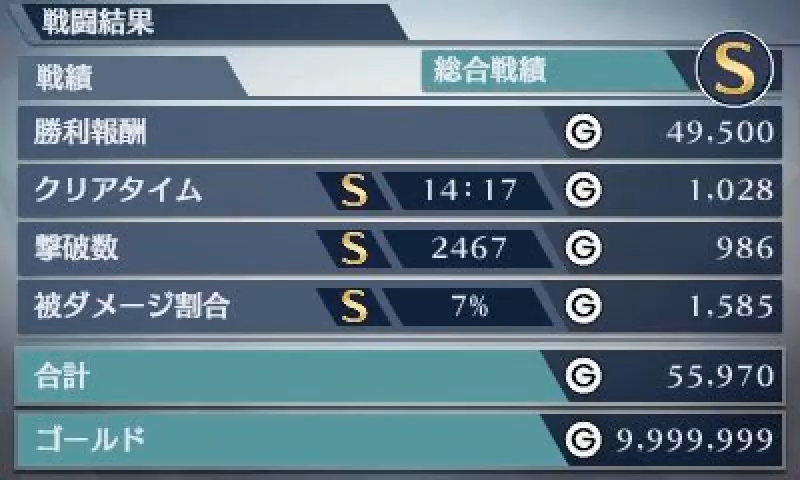 戦闘結果
戦績 総合戦績 S
勝利報酬 G 49,500
クリアタイム S 14:17 G 1,028
撃破数 S 2467 G 986
被ダメージ割合 S 7% G 1,585
合計 G 55,970
ゴールド G 9,999,999